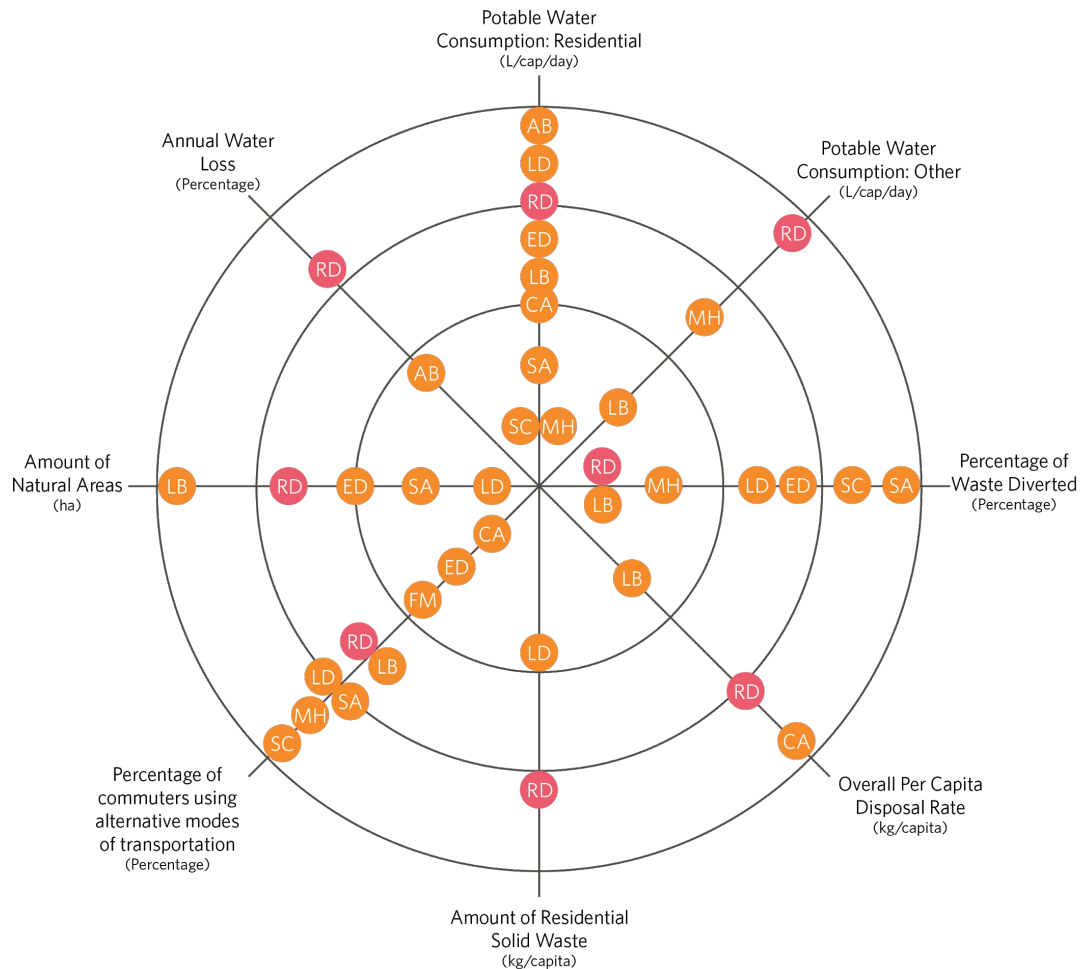 Potable Water
Consumption: Residential
(L/cap/day)
Annual Water
Loss
(Percentage)
Potable Water
Consumption: Other
(L/cap/day)
AB
LD
RD
RD
RD
ED
LB
CA
MH
AB
SA
LB
SC MH
Amount of
Natural Areas
(ha)
Percentage of
Waste Diverted
(Percentage)
LB RD ED SA LD
RD
LB
MH LD ED SC SA
CA
ED
FM
LB
RD
LB
LD
SA
MH
SC
LD
RD
CA
RD
Percentage of
commuters using
alternative modes
of transportation
(Percentage)
Overall Per Capita
Disposal Rate
(kg/capita)
Amount of Residential
Solid Waste
(kg/capita)